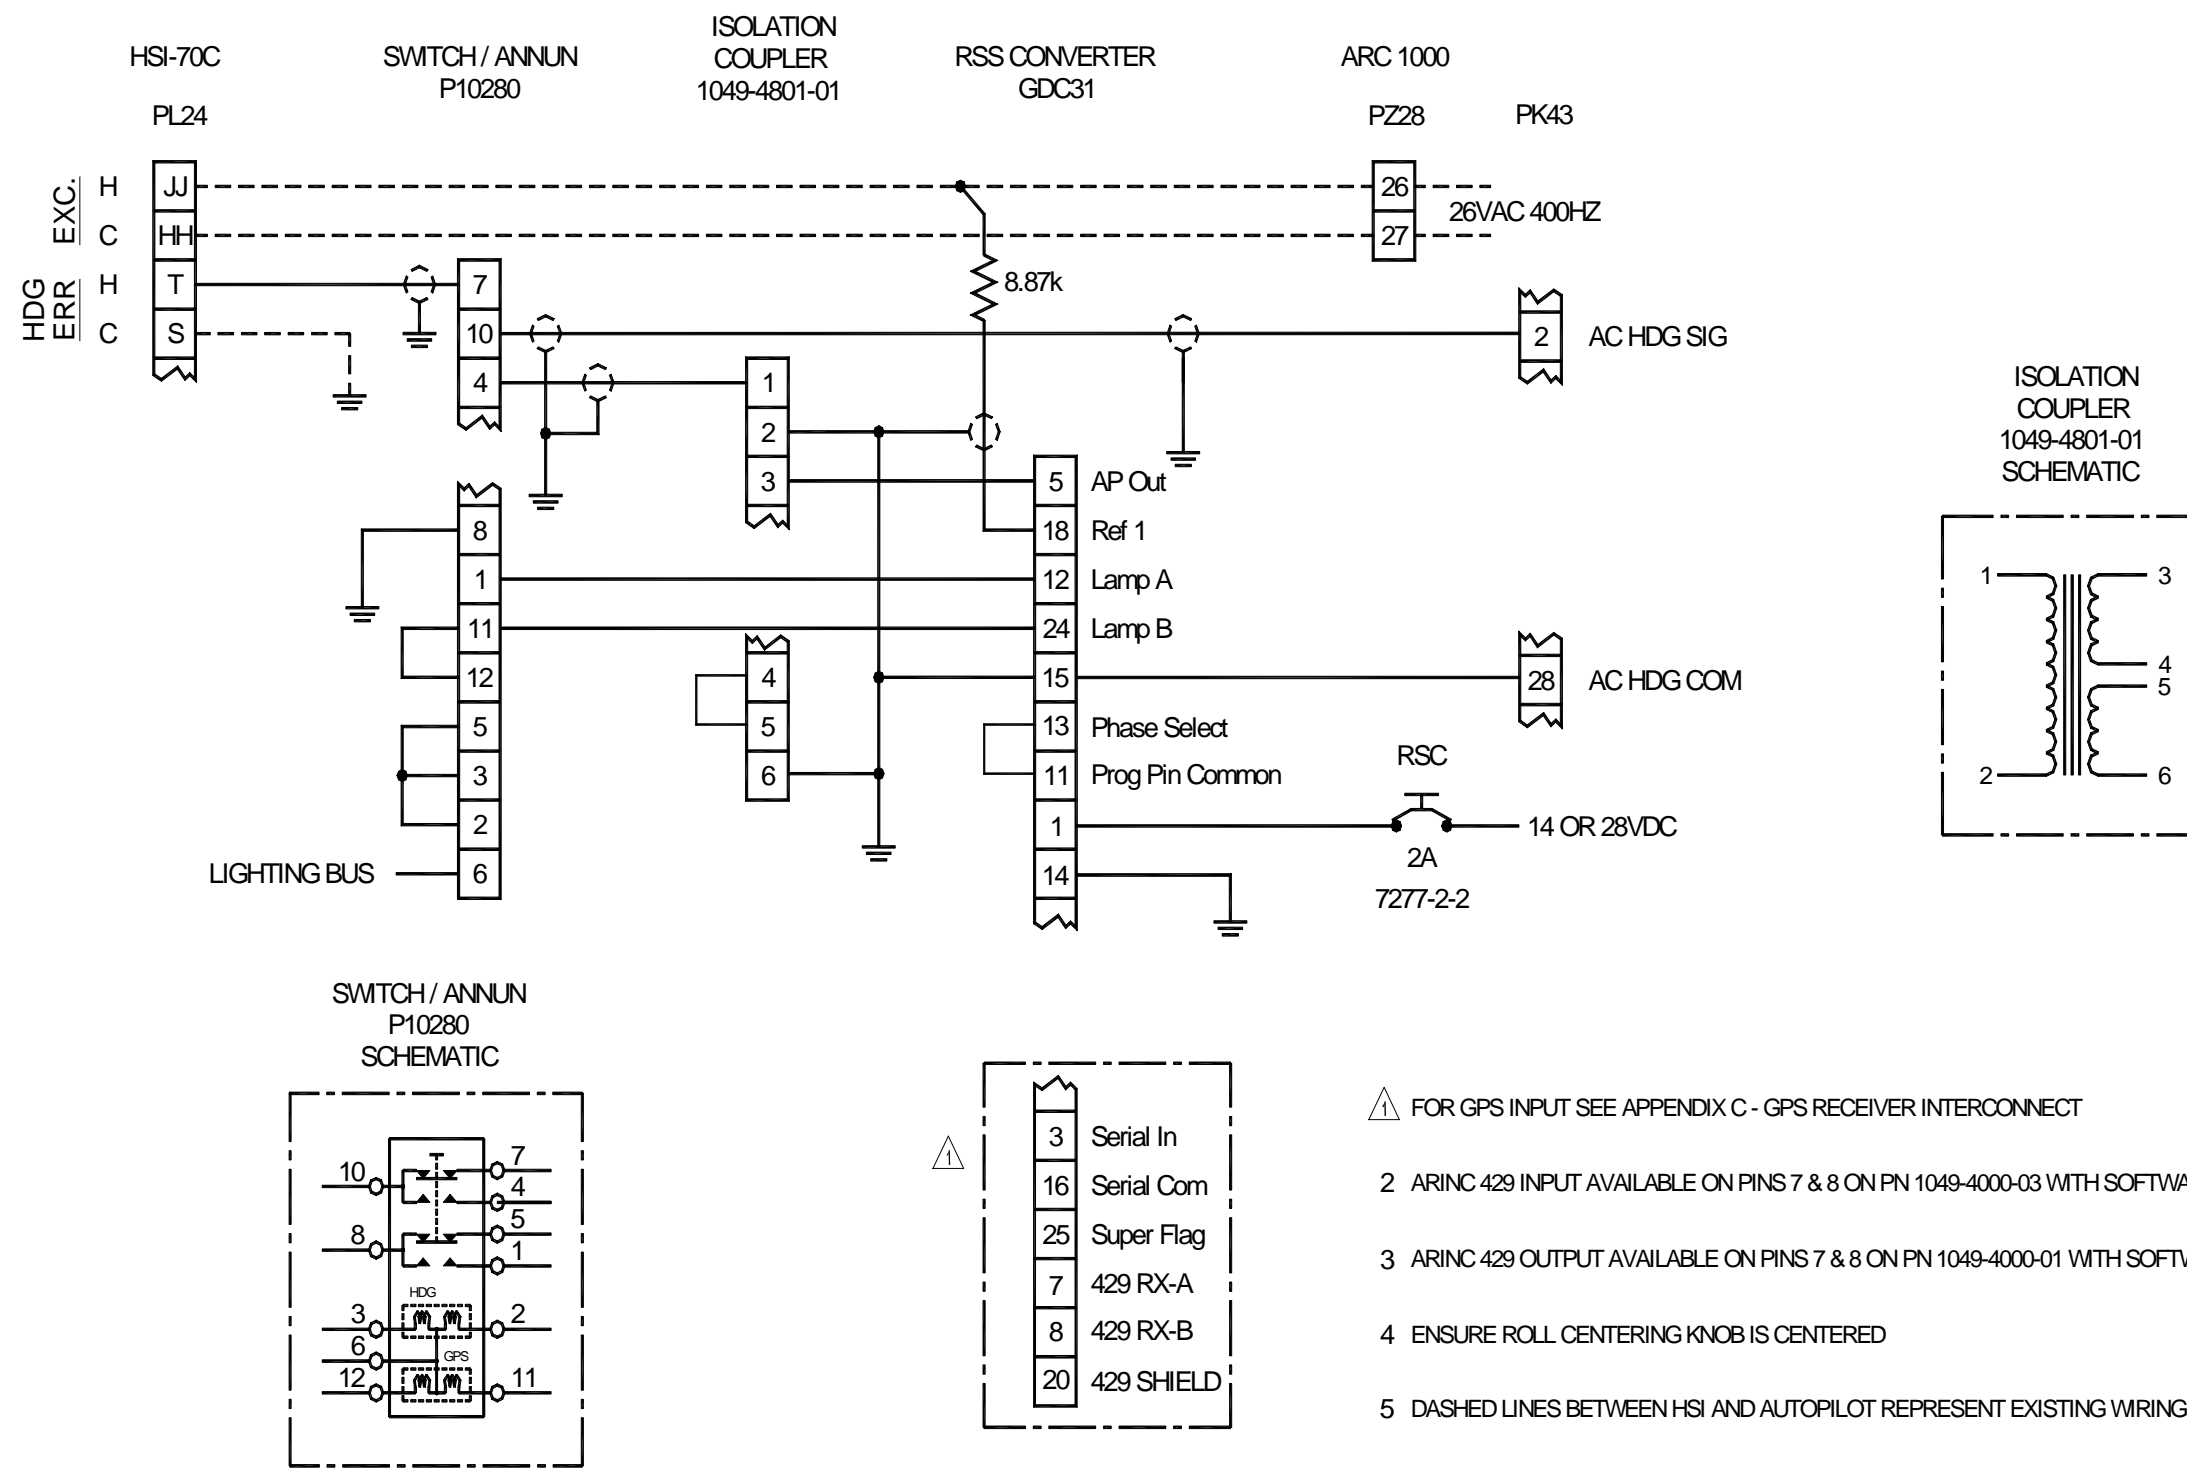 HSI-70C
PL24
SWITCH / ANNUN
P10280
ISOLATION
COUPLER
1049-4801-01
RSS CONVERTER
GDC31
ARC 1000
PZ28
PK43
EXC.
H
JJ
C
HH
HDG
ERR
H
T
C
S
26
27
26VAC 400HZ
8.87k
7
10
4
1
2
3
2
AC HDG SIG
5
AP Out
18
Ref 1
12
Lamp A
24
Lamp B
15
13
Phase Select
11
Prog Pin Common
1
14
8
1
11
12
5
3
2
6
LIGHTING BUS
4
5
6
28
AC HDG COM
RSC
14 OR 28VDC
2A
7277-2-2
ISOLATION
COUPLER
1049-4801-01
SCHEMATIC
1
2
3
4
5
6
SWITCH / ANNUN
P10280
SCHEMATIC
10
7
4
8
5
1
HDG
3
2
6
GPS
12
11
1
3
Serial In
16
Serial Com
25
Super Flag
7
429 RX-A
8
429 RX-B
20
429 SHIELD
1 FOR GPS INPUT SEE APPENDIX C - GPS RECEIVER INTERCONNECT
2 ARINC 429 INPUT AVAILABLE ON PINS 7 & 8 ON PN 1049-4000-03 WITH
3 ARINC 429 OUTPUT AVAILABLE ON PINS 7 & 8 ON PN 1049-4000-01 WITH
4 ENSURE ROLL CENTERING KNOB IS CENTERED
5 DASHED LINES BETWEEN HSI AND AUTOPILOT REPRESENT EXISTING WIRING